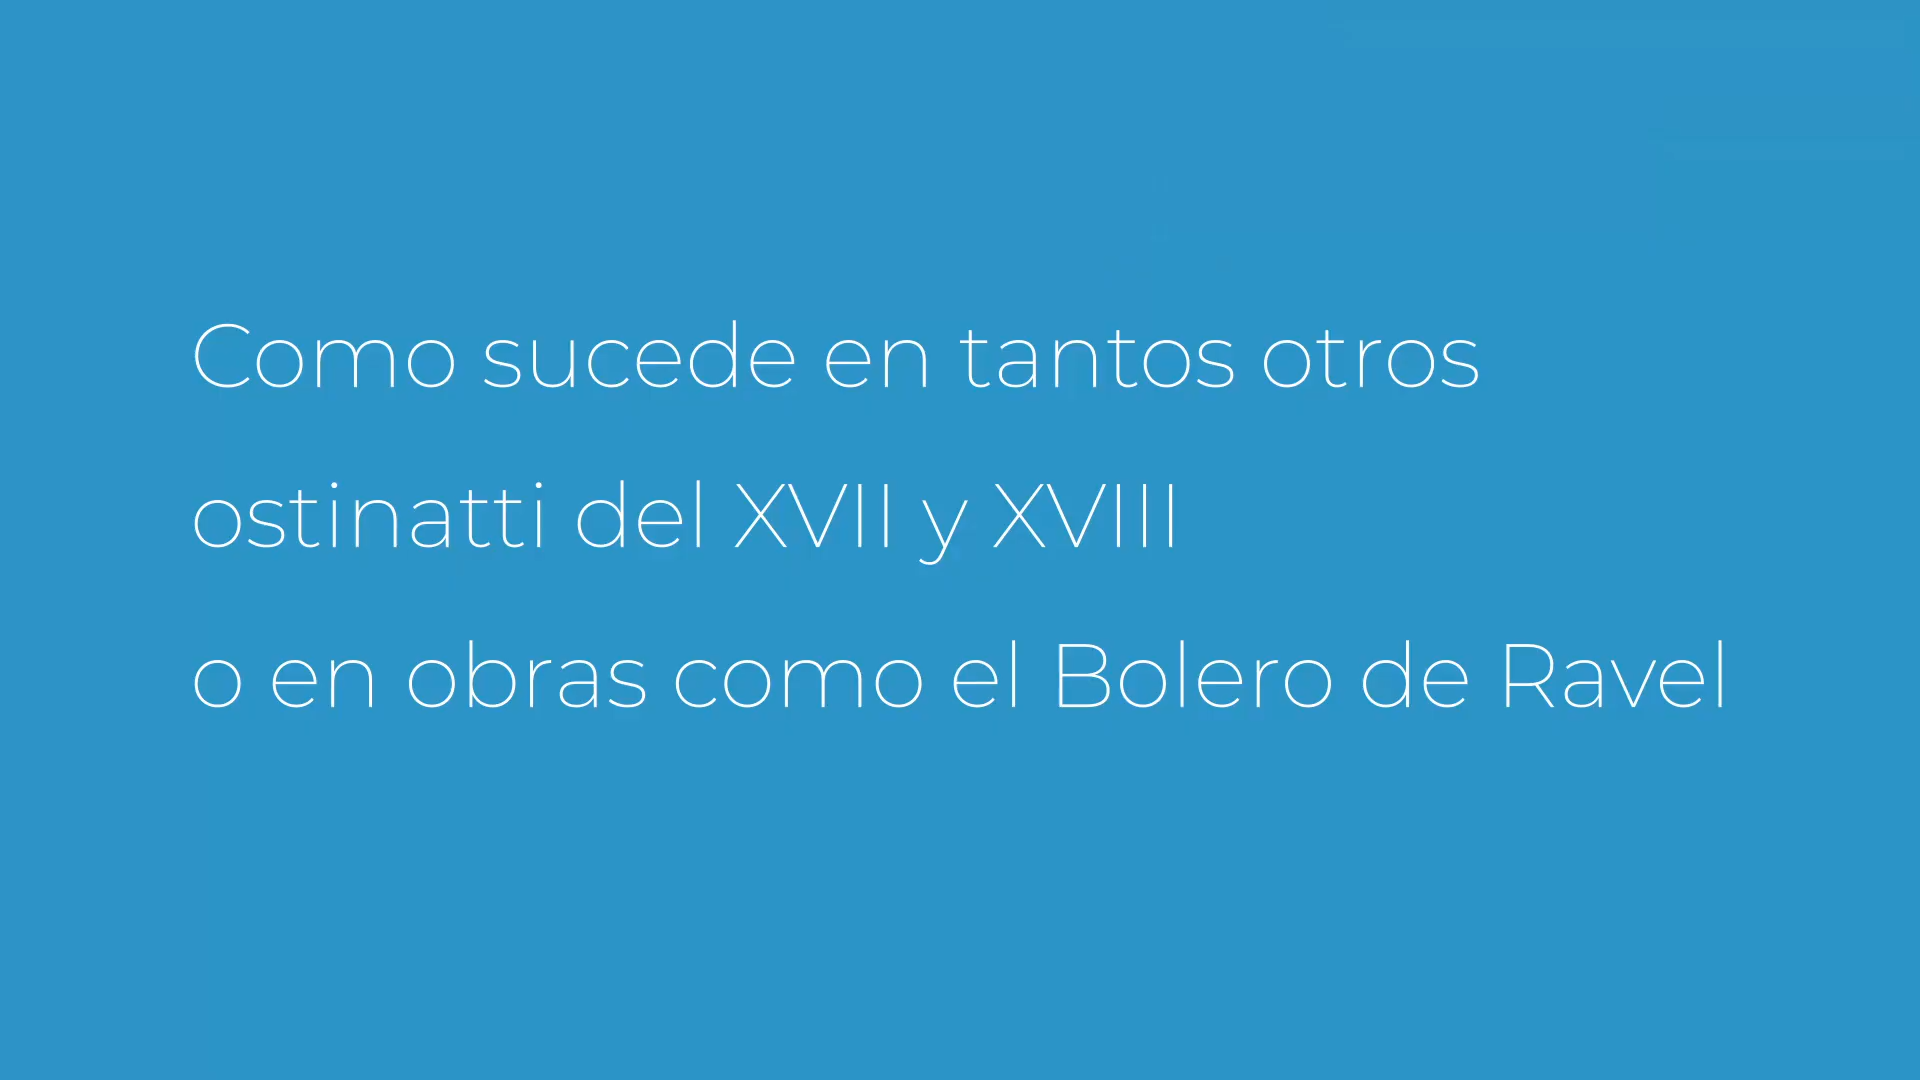 Como sucede en tantos otros
ostinatti del XVII y XVIII
o en obras como el Bolero de Ravel